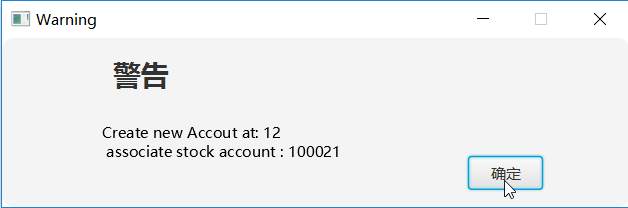 Warning
警告
Create new Accout at: 12
associate stock account : 100021
确定